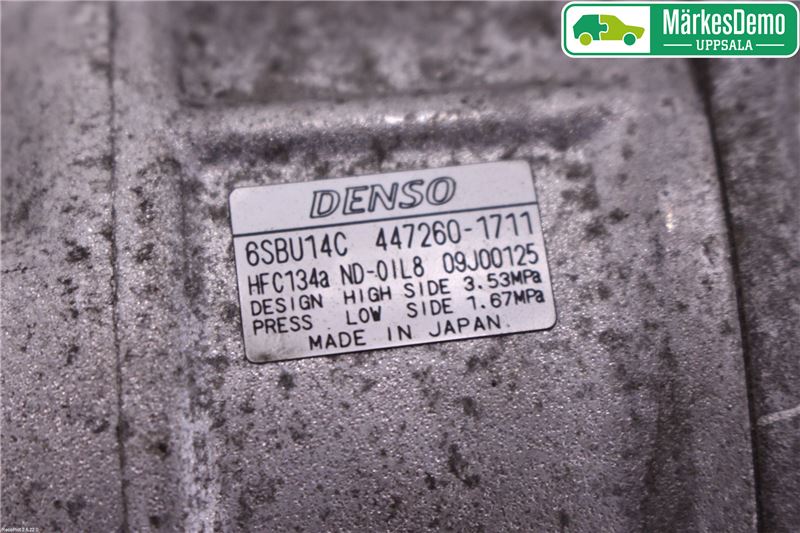 MärkesDemo
UPPSALA
DENSO
6SBU14C 447260-1711
HFC134a ND-OIL8 09J00125
DESIGN HIGH SIDE 3.53MPa
PRESS. LOW SIDE 1.67MPa
MADE IN JAPAN